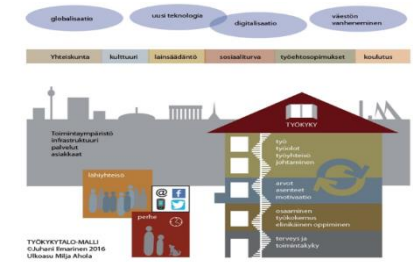 globalisaatio
uusi teknologia
digitalisaatio
väestön
vanheneminen
Yhteiskunta kulttuuri lainsäädäntö sosiaaliturva työehtosopimukset koulutus
Toimintaympäristö
infrastruktuuri
palvelut
asiakkaat
lähiyhteisö
perhe
TYÖKYKY
työ
työolot
työyhteisö
johtaminen
arvot
asenteet
motivaatio
osaaminen
työkokemus
elinikäinen oppiminen
terveys ja
toimintakyky
TYÖKYKYTALO-MALLI
©Juhani Ilmarinen 2016
Ulkoasu Milja Ahola